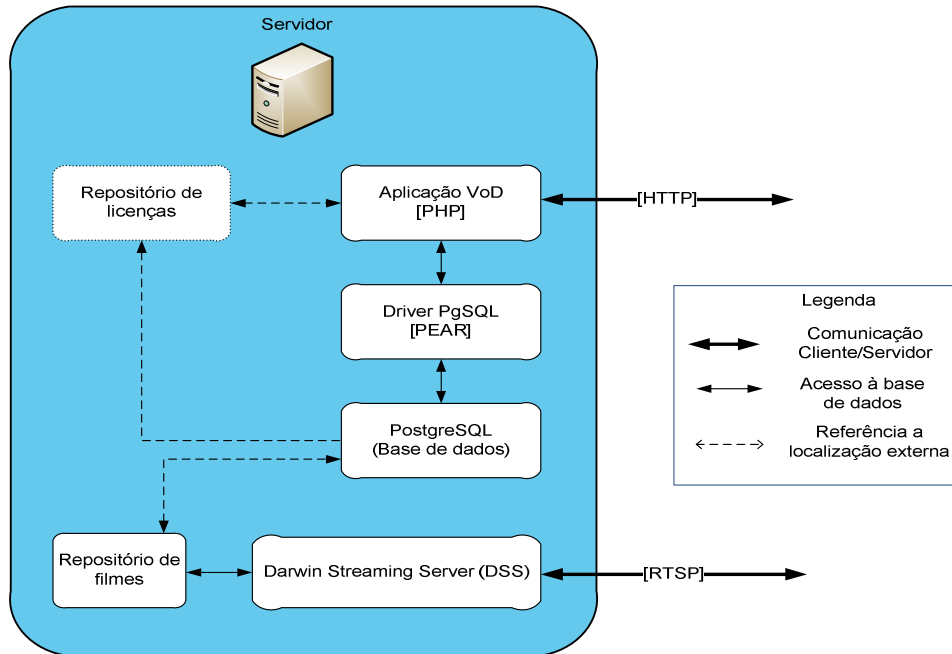 Servidor
Repositório de
licenças
Aplicação VoD
[PHP]
[HTTP]
Driver PgSQL
[PEAR]
PostgreSQL
(Base de dados)
Repositório de
filmes
Darwin Streaming Server (DSS)
[RTSP]
Legenda
Comunicação
Cliente/Servidor
Acesso à base
de dados
Referência a
localização externa